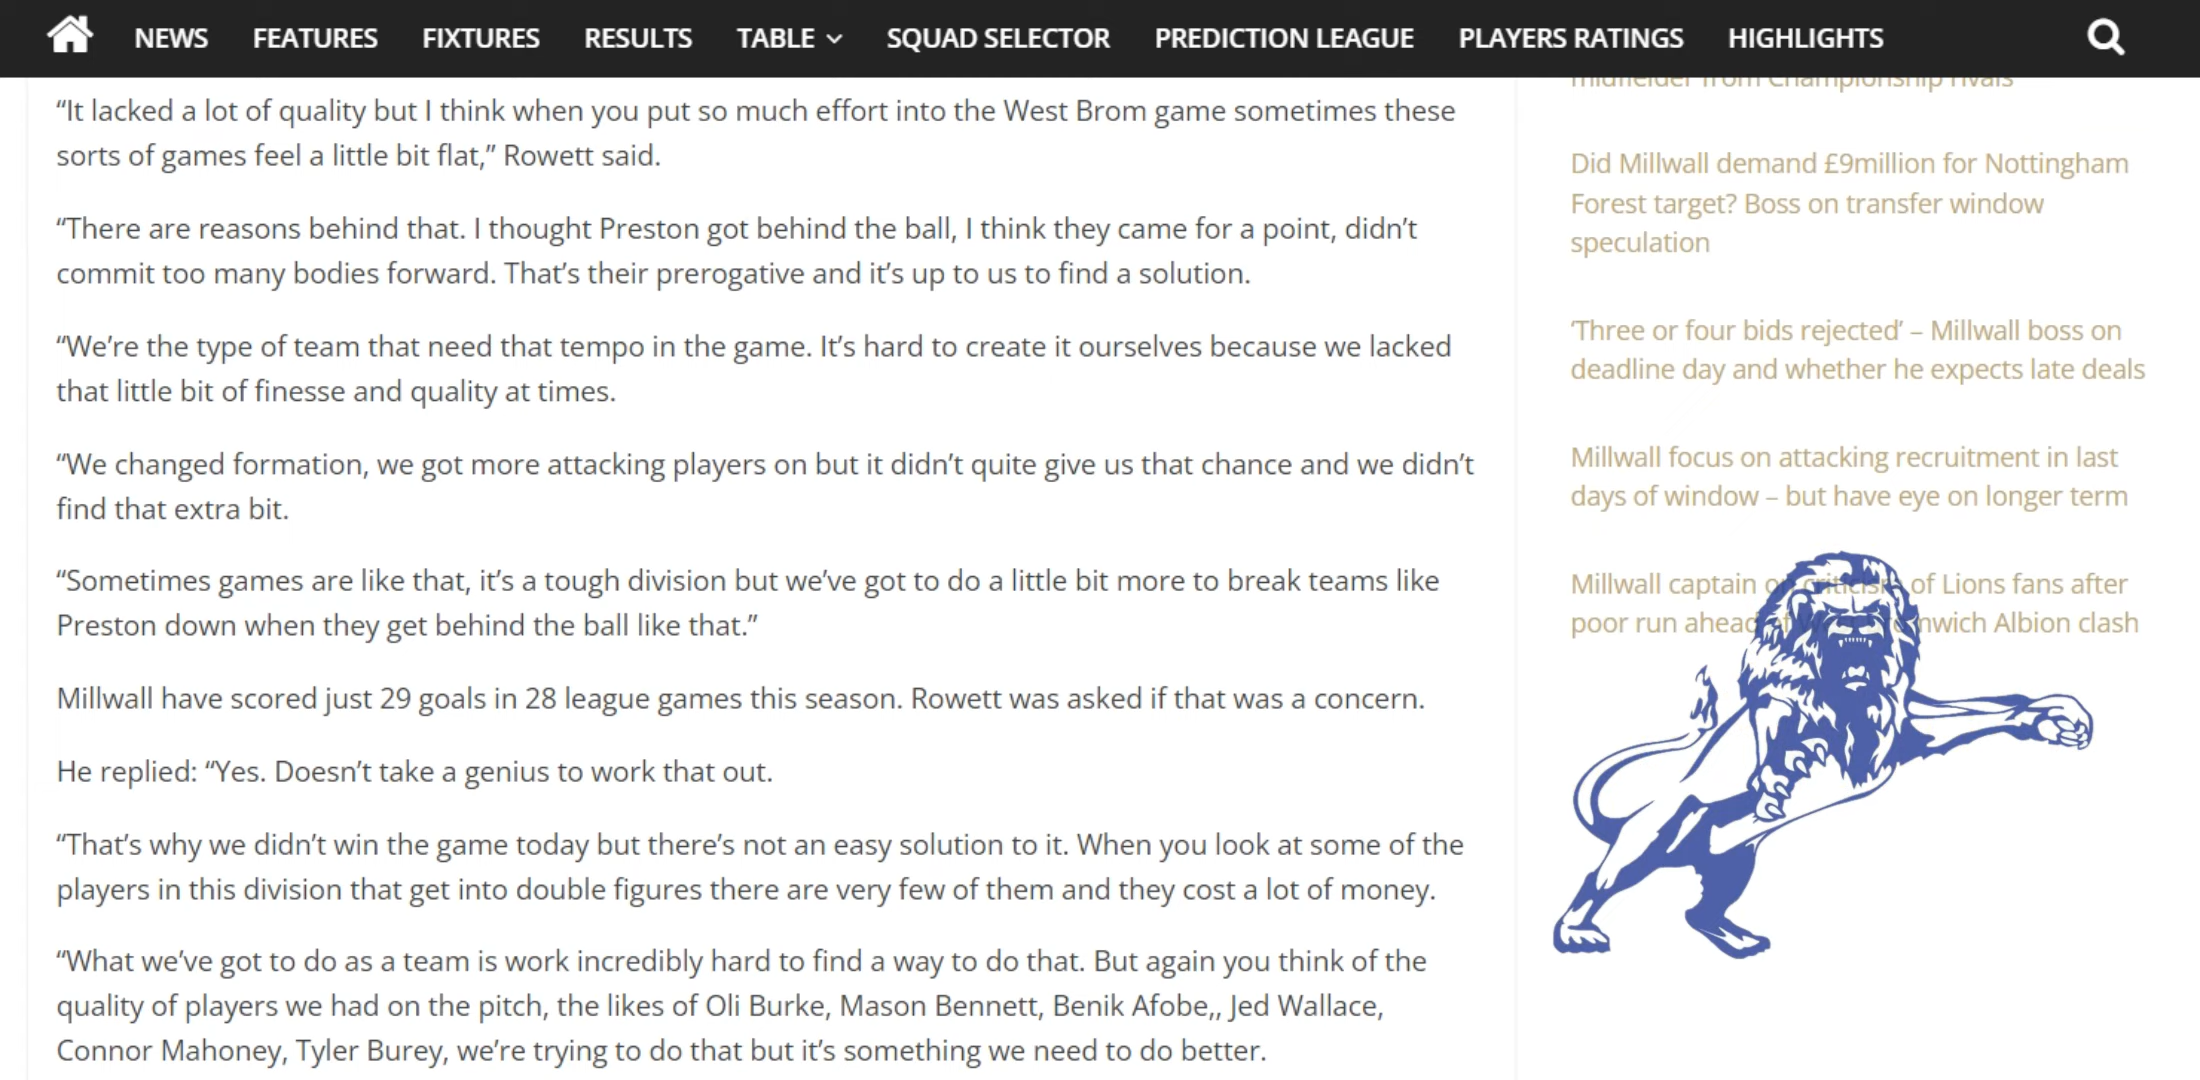 NEWS FEATURES FIXTURES RESULTS TABLE SQUAD SELECTOR PREDICTION LEAGUE PLAYERS RATINGS HIGHLIGHTS
“It lacked a lot of quality but I think when you put so much effort into the West Brom game sometimes these
sorts of games feel a little bit flat,” Rowett said.
“There are reasons behind that. I thought Preston got behind the ball, I think they came for a point, didn’t
commit too many bodies forward. That’s their prerogative and it’s up to us to find a solution.
“We’re the type of team that need that tempo in the game. It’s hard to create it ourselves because we lacked
that little bit of finesse and quality at times.
“We changed formation, we got more attacking players on but it didn’t quite give us that chance and we didn’t
find that extra bit.
“Sometimes games are like that, it’s a tough division but we’ve got to do a little bit more to break teams like
Preston down when they get behind the ball like that.”
Millwall have scored just 29 goals in 28 league games this season. Rowett was asked if that was a concern.
He replied: “Yes. Doesn’t take a genius to work that out.
“That’s why we didn’t win the game today but there’s not an easy solution to it. When you look at some of the
players in this division that get into double figures there are very few of them and they cost a lot of money.
“What we’ve got to do as a team is work incredibly hard to find a way to do that. But again you think of the
quality of players we had on the pitch, the likes of Oli Burke, Mason Bennett, Benik Afobe,, Jed Wallace,
Connor Mahoney, Tyler Burey, we’re trying to do that but it’s something we need to do better.
midfielder from Championship rivals
Did Millwall demand £9million for Nottingham
Forest target? Boss on transfer window
speculation
‘Three or four bids rejected’ – Millwall boss on
deadline day and whether he expects late deals
Millwall focus on attacking recruitment in last
days of window – but have eye on longer term
Millwall captain on criticism of Lions fans after
poor run ahead of Albion clash